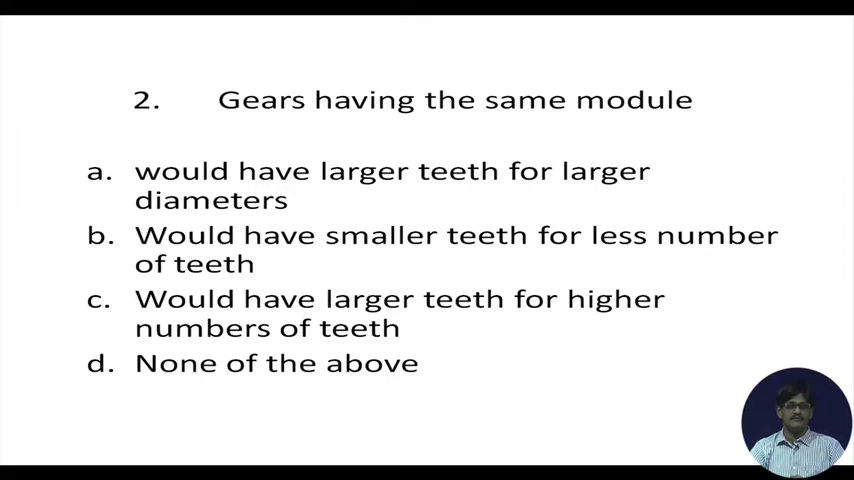 2. Gears having the same module
a. would have larger teeth for larger
diameters
b. Would have smaller teeth for less number
of teeth
c. Would have larger teeth for higher
numbers of teeth
d. None of the above